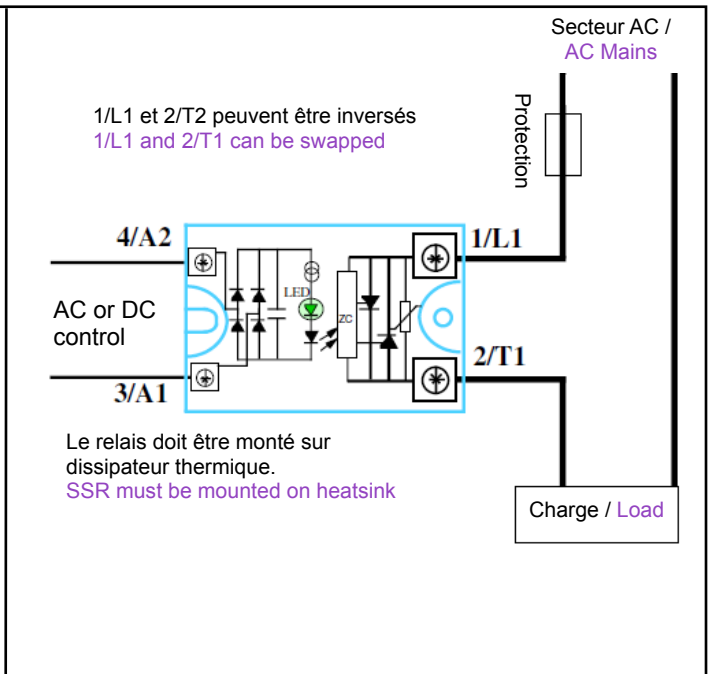 Secteur AC /
AC Mains
Protection
1/L1 et 2/T2 peuvent être inversés
1/L1 and 2/T1 can be swapped
4/A2
1/L1
LED
ZC
AC or DC
control
3/A1
2/T1
Le relais doit être monté sur
dissipateur thermique.
SSR must be mounted on heatsink
Charge / Load